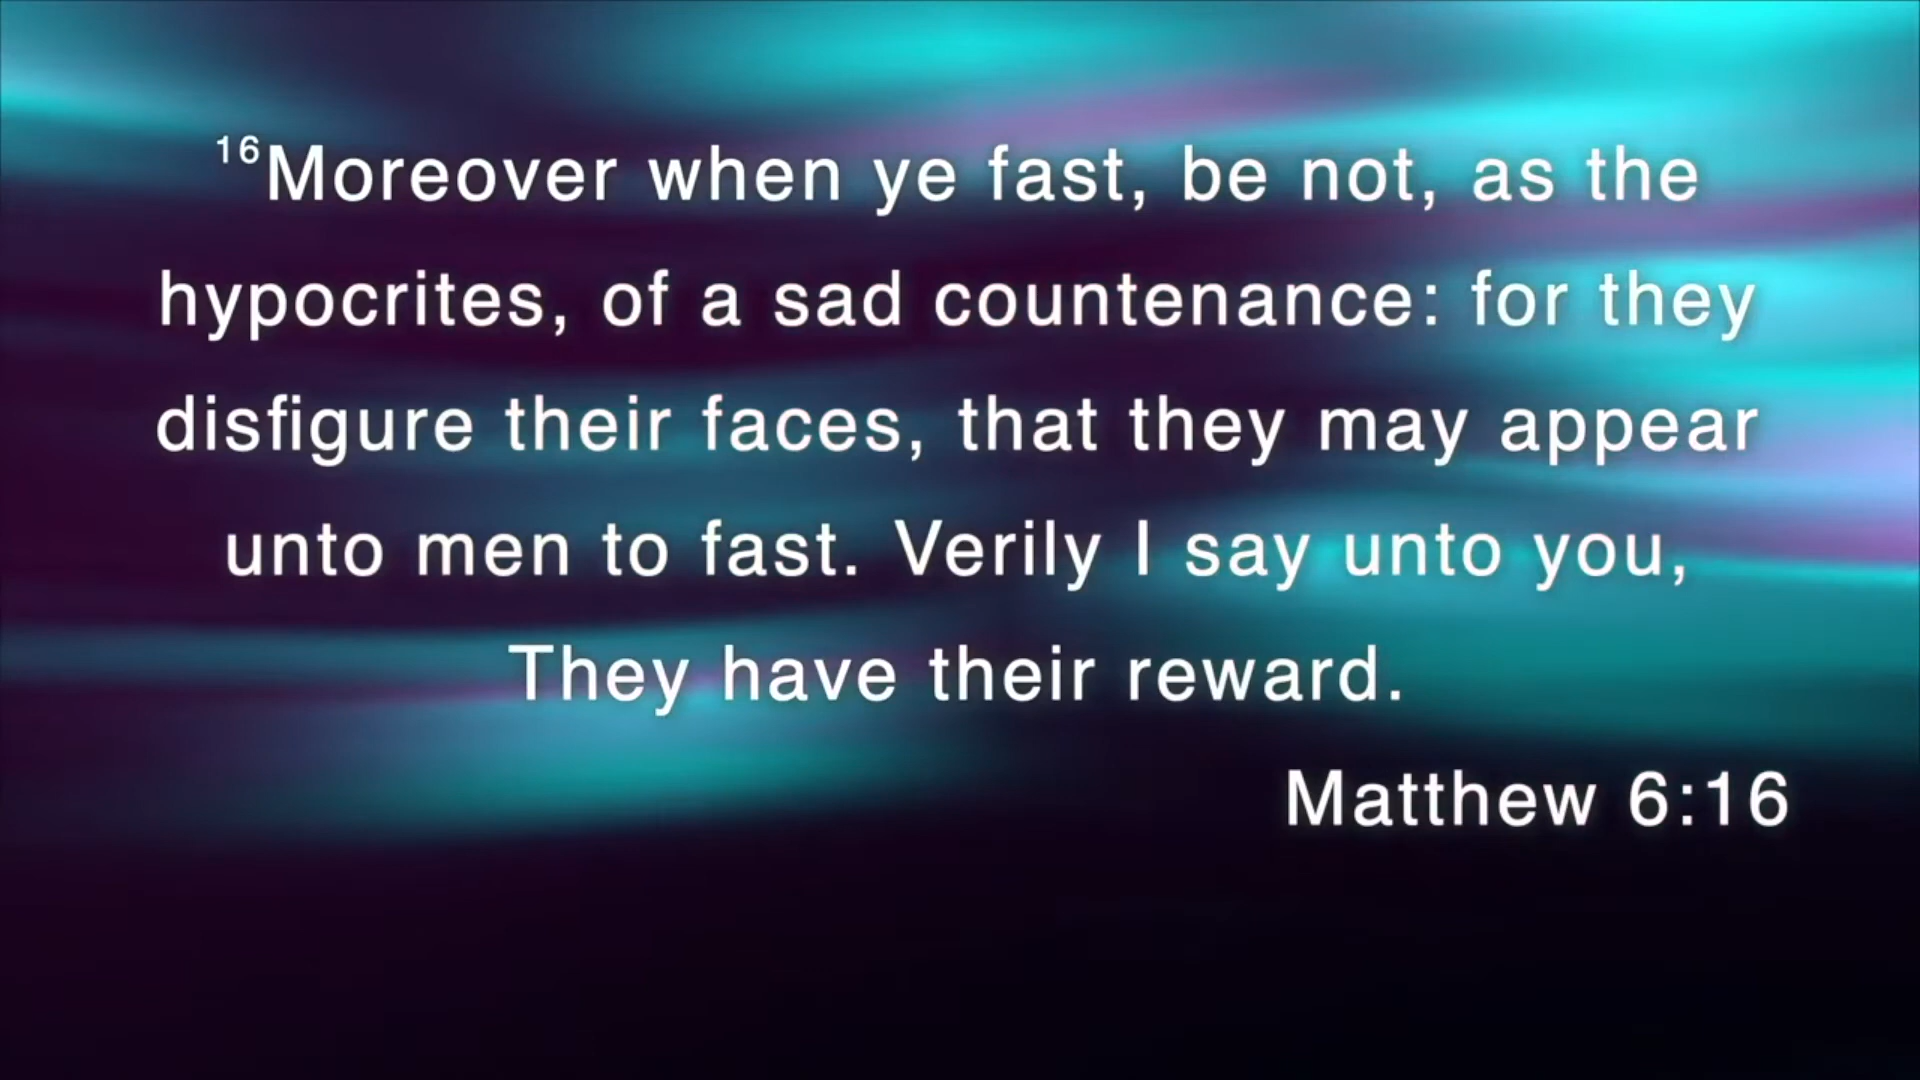 16Moreover when ye fast, be not, as the
hypocrites, of a sad countenance: for they
disfigure their faces, that they may appear
unto men to fast. Verily I say unto you,
They have their reward.
Matthew 6:16